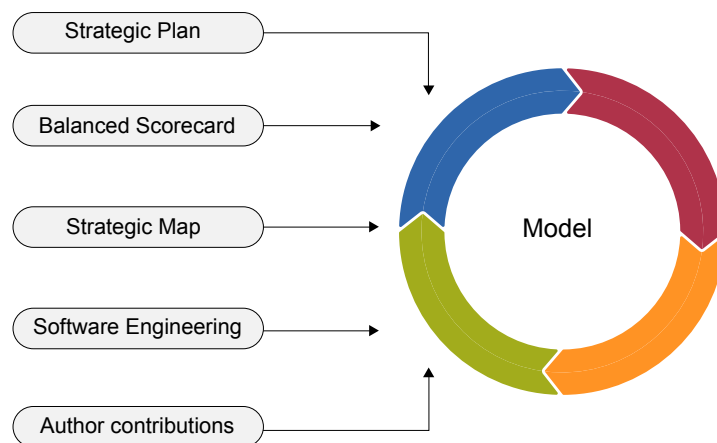 Strategic Plan
Balanced Scorecard
Strategic Map
Model
Software Engineering
Author contributions